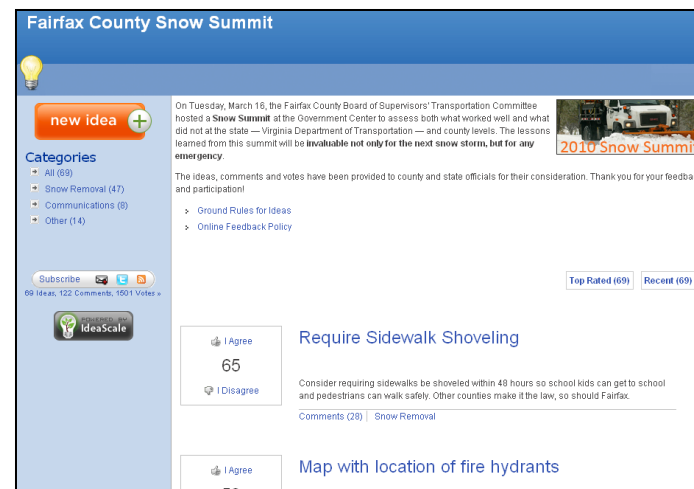 Fairfax County Snow Summit
new idea
Categories
All (69)
Snow Removal (47)
Communications (8)
Other (14)
Subscribe
69 Ideas, 122 Comments, 1501 Votes »
POWERED BY
IdeaScale
On Tuesday, March 16, the Fairfax County Board of Supervisors' Transportation Committee
hosted a Snow Summit at the Government Center to assess both what worked well and what
did not at the state — Virginia Department of Transportation — and county levels. The lessons
learned from this summit will be invaluable not only for the next snow storm, but for any
emergency.
2010 Snow Summit
The ideas, comments and votes have been provided to county and state officials for their consideration. Thank you for your feedba
and participation!
Ground Rules for Ideas
Online Feedback Policy
Top Rated (69)
Recent (69)
I Agree
65
I Disagree
Require Sidewalk Shoveling
Consider requiring sidewalks be shoveled within 48 hours so school kids can get to school
and pedestrians can walk safely. Other counties make it the law, so should Fairfax.
Comments (28) | Snow Removal
I Agree
Map with location of fire hydrants